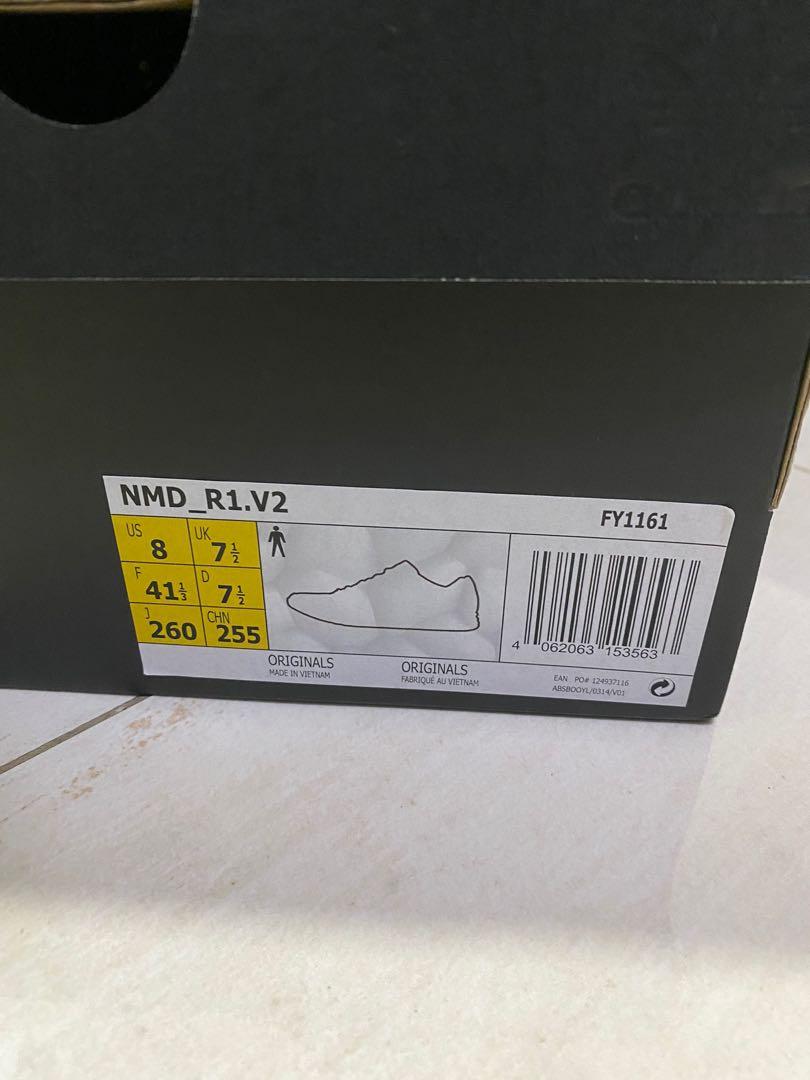 NMD_R1.V2
FY1161
US 8 UK 7½
F 41⅓ D 7½
J 260 CHN 255
4 062063 153563
ORIGINALS
MADE IN VIETNAM
ORIGINALS
FABRIQUÉ AU VIETNAM
EAN PO# 124937116
ABSBOOYL/0314/V01